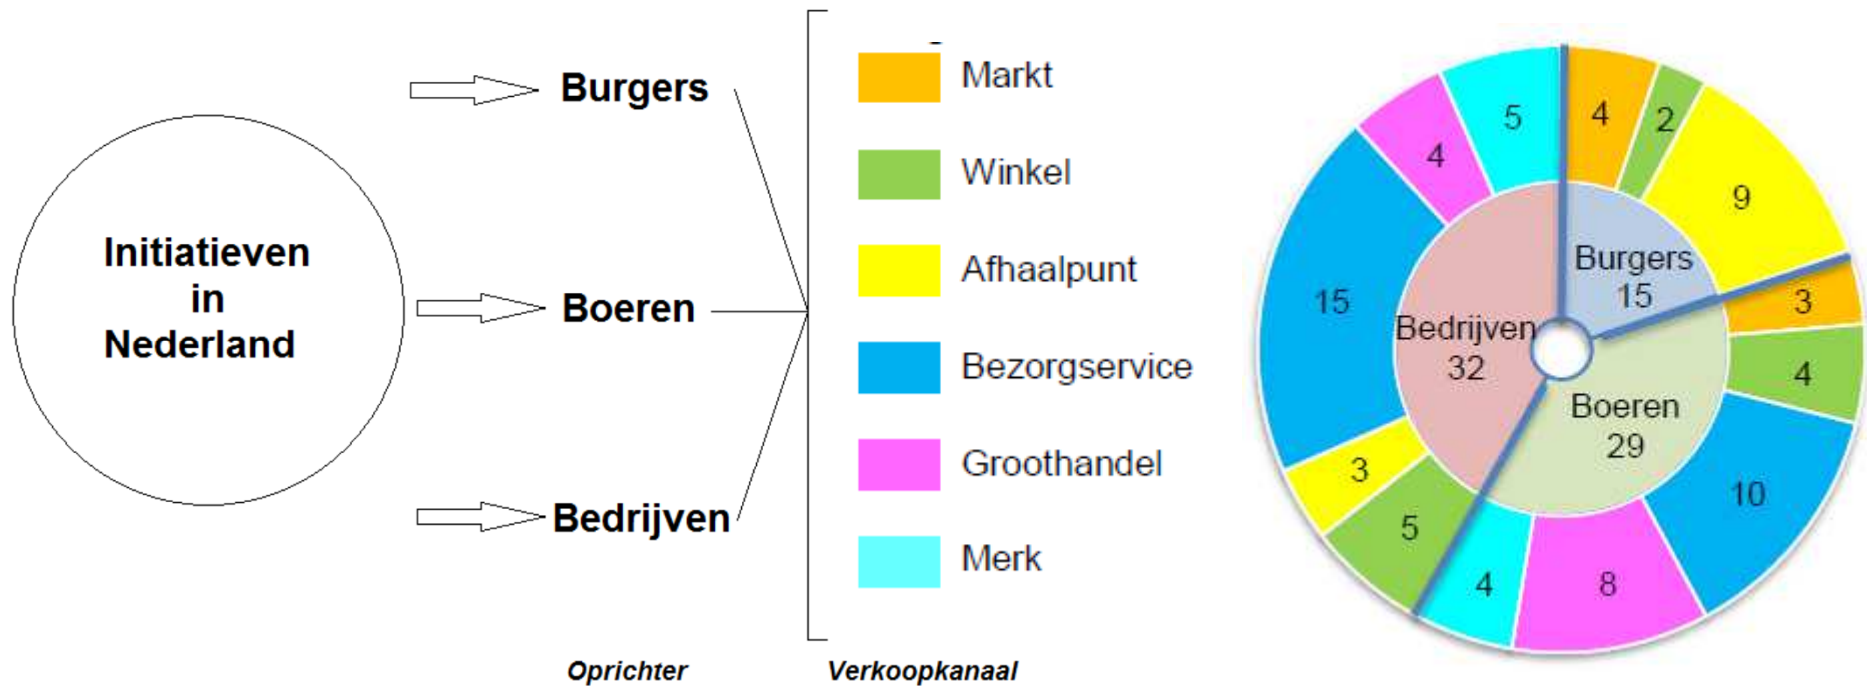 Initiatieven
in
Nederland
Burgers
Boeren
Bedrijven
Oprichter
Markt
Winkel
Afhaalpunt
Bezorgservice
Groothandel
Merk
Verkoopkanaal
4
2
9
Burgers
15
3
4
10
8
4
Boeren
29
5
3
15
4
5
Bedrijven
32